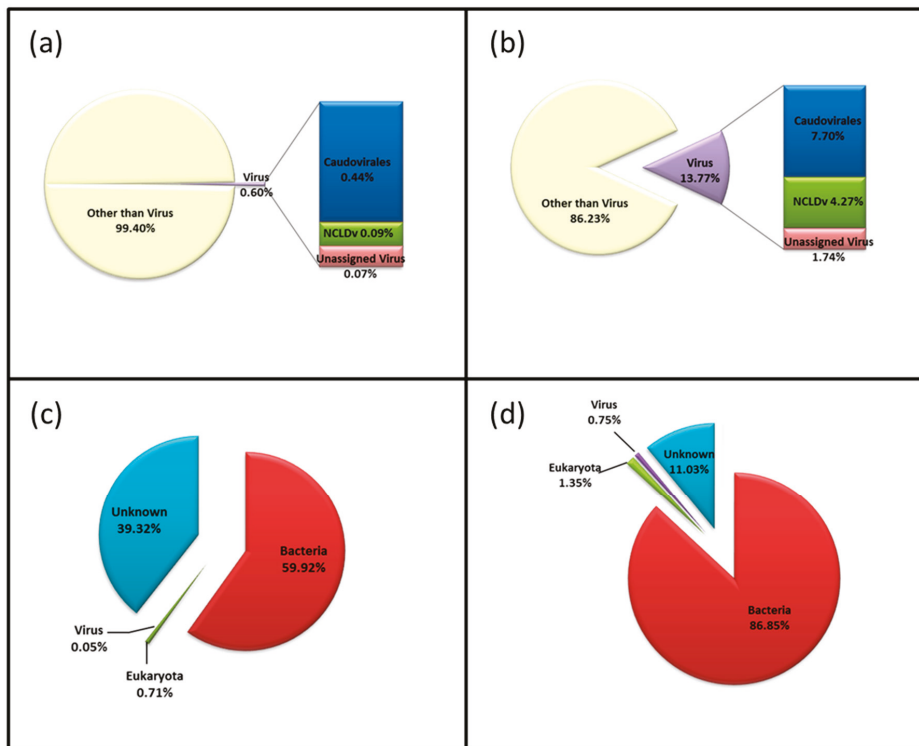 (a)
Virus
0.60%
Other than Virus
99.40%
Caudovirales
0.44%
NCLDv 0.09%
Unassigned Virus
0.07%
(b)
Virus
13.77%
Other than Virus
86.23%
Caudovirales
7.70%
NCLDv 4.27%
Unassigned Virus
1.74%
(c)
Unknown
39.32%
Bacteria
59.92%
Virus
0.05%
Eukaryota
0.71%
(d)
Virus
0.75%
Unknown
11.03%
Eukaryota
1.35%
Bacteria
86.85%